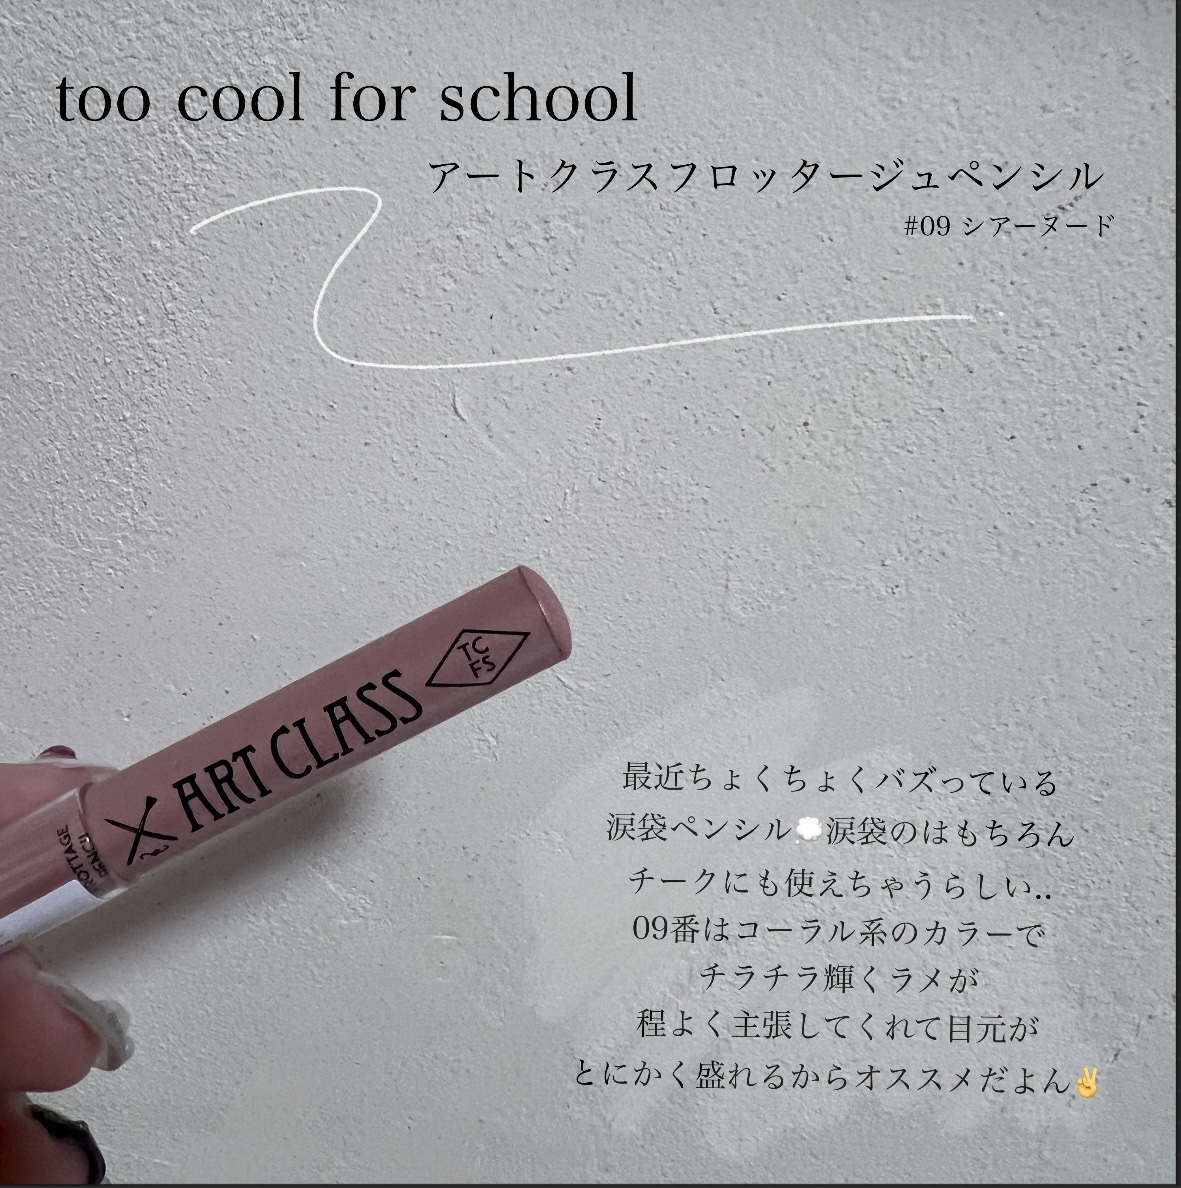 too cool for school
アートクラスフロッタージュペンシル
#09 シアーヌード
TC
FS
ART CLASS
最近ちょくちょくバズっている
涙袋ペンシル💭涙袋のはもちろん
チークにも使えちゃうらしい..
09番はコーラル系のカラーで
チラチラ輝くラメが
程よく主張してくれて目元が
とにかく盛れるからオススメだよん✌️